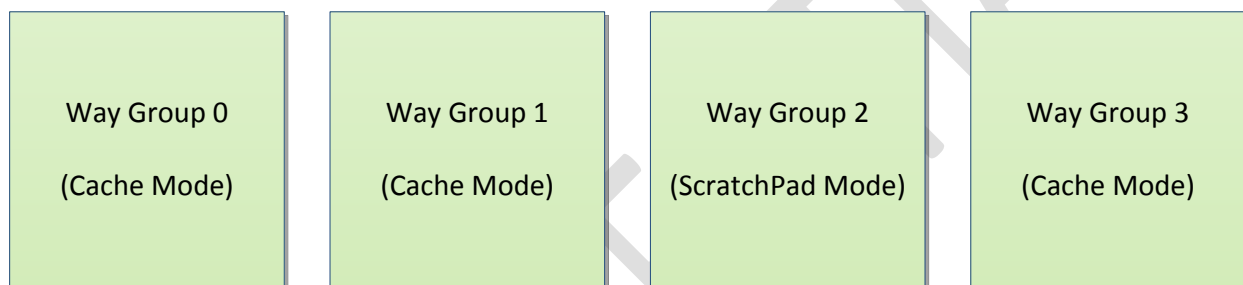 Way Group 0
(Cache Mode)
Way Group 1
(Cache Mode)
Way Group 2
(ScratchPad Mode)
Way Group 3
(Cache Mode)